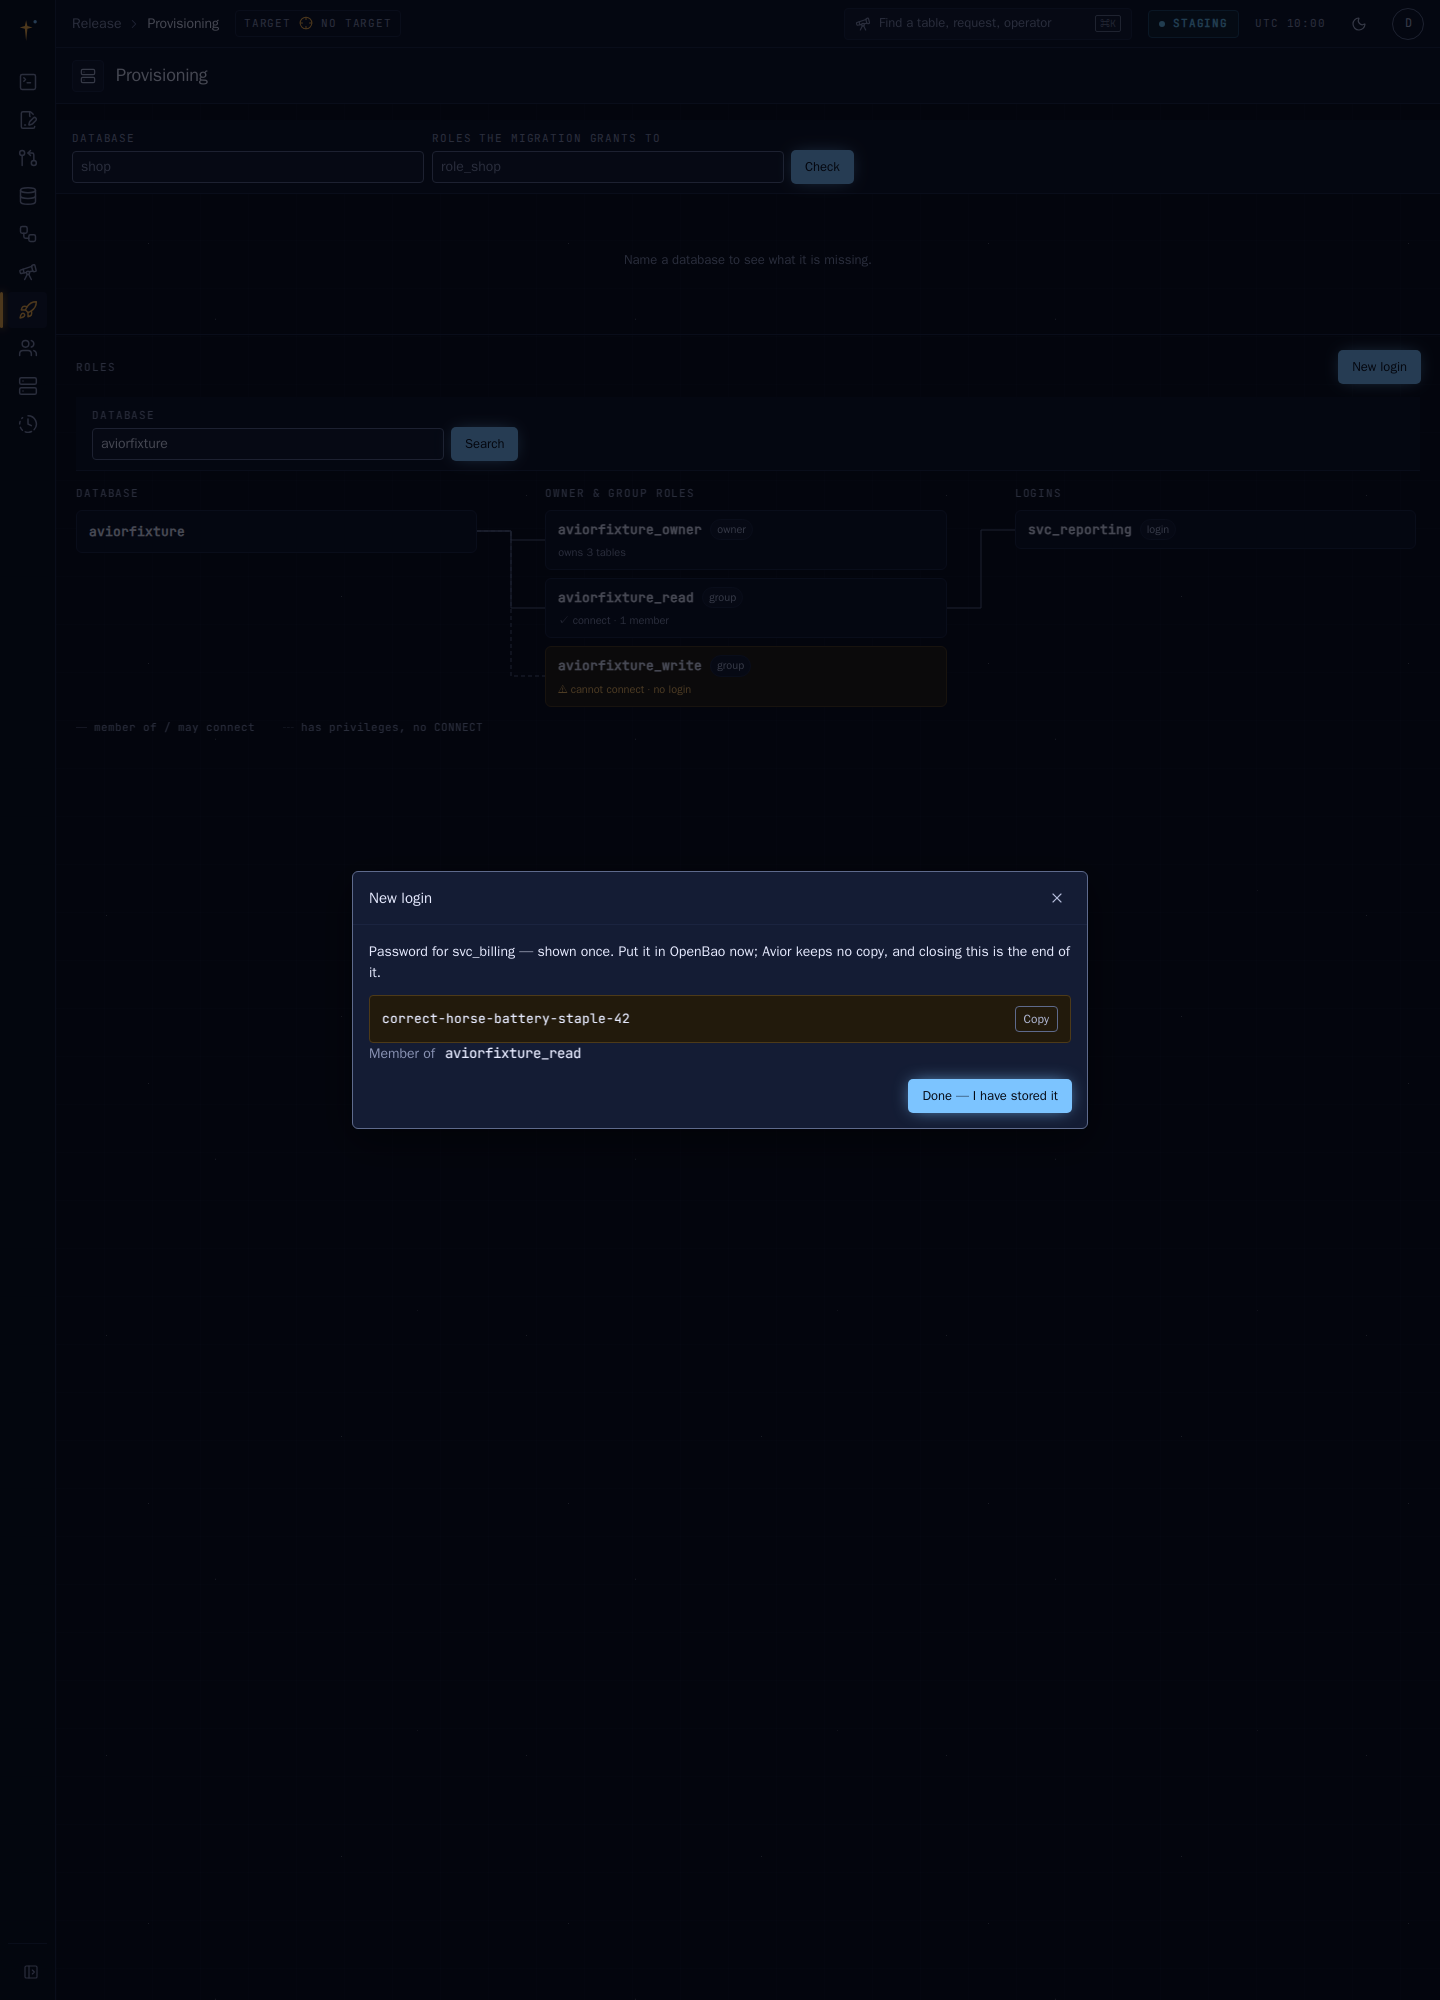 Release > Provisioning
TARGET NO TARGET
Find a table, request, operator
⌘K
STAGING
UTC 10:00
D
Provisioning
DATABASE
ROLES THE MIGRATION GRANTS TO
shop
role_shop
Check
Name a database to see what it is missing.
ROLES
New login
DATABASE
aviorfixture
Search
DATABASE
OWNER & GROUP ROLES
LOGINS
aviorfixture
aviorfixture_owner owner
owns 3 tables
svc_reporting login
aviorfixture_read group
✓ connect · 1 member
aviorfixture_write group
⚠ cannot connect · no login
— member of / may connect
— has privileges, no CONNECT
New login
Password for svc_billing — shown once. Put it in OpenBao now; Avior keeps no copy, and closing this is the end of
it.
correct-horse-battery-staple-42
Copy
Member of aviorfixture_read
Done — I have stored it